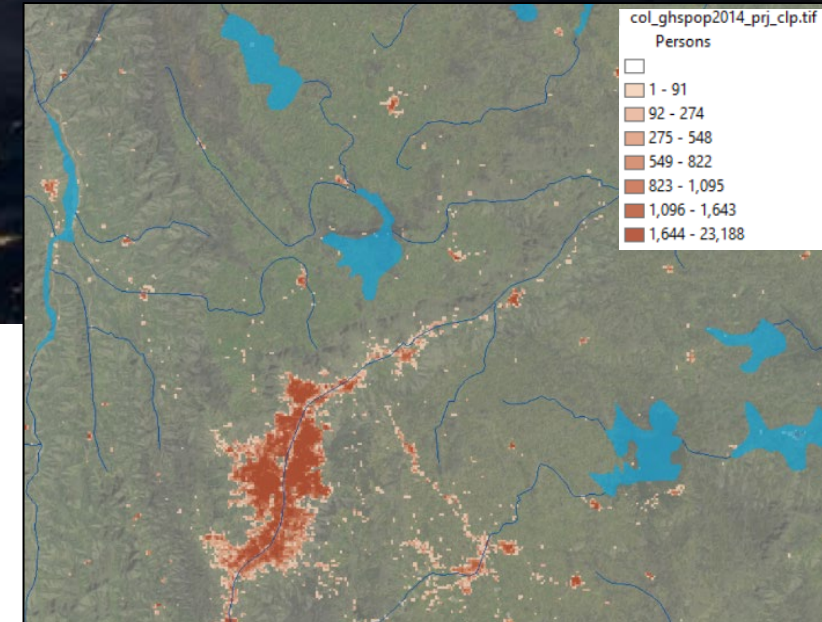 col_ghspop2014_prj_clp.tif
Persons
1 - 91
92 - 274
275 - 548
549 - 822
823 - 1,095
1,096 - 1,643
1,644 - 23,188